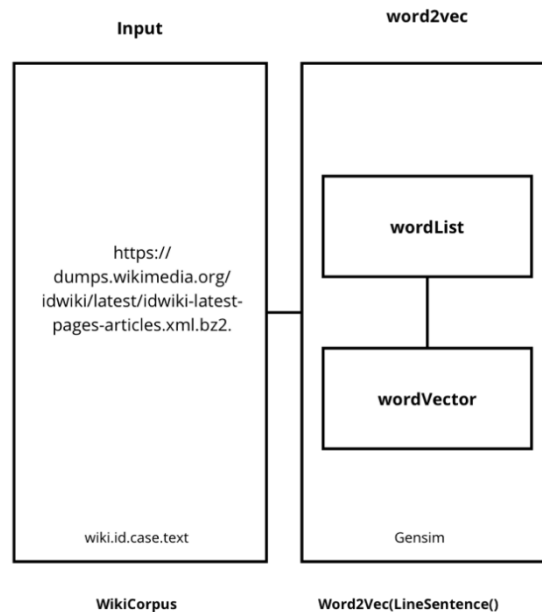 Input
word2vec
https://
dumps.wikimedia.org/
idwiki/latest/idwiki-latest-
pages-articles.xml.bz2.
wordList
wordVector
wiki.id.case.text
Gensim
WikiCorpus
Word2Vec(LineSentence()